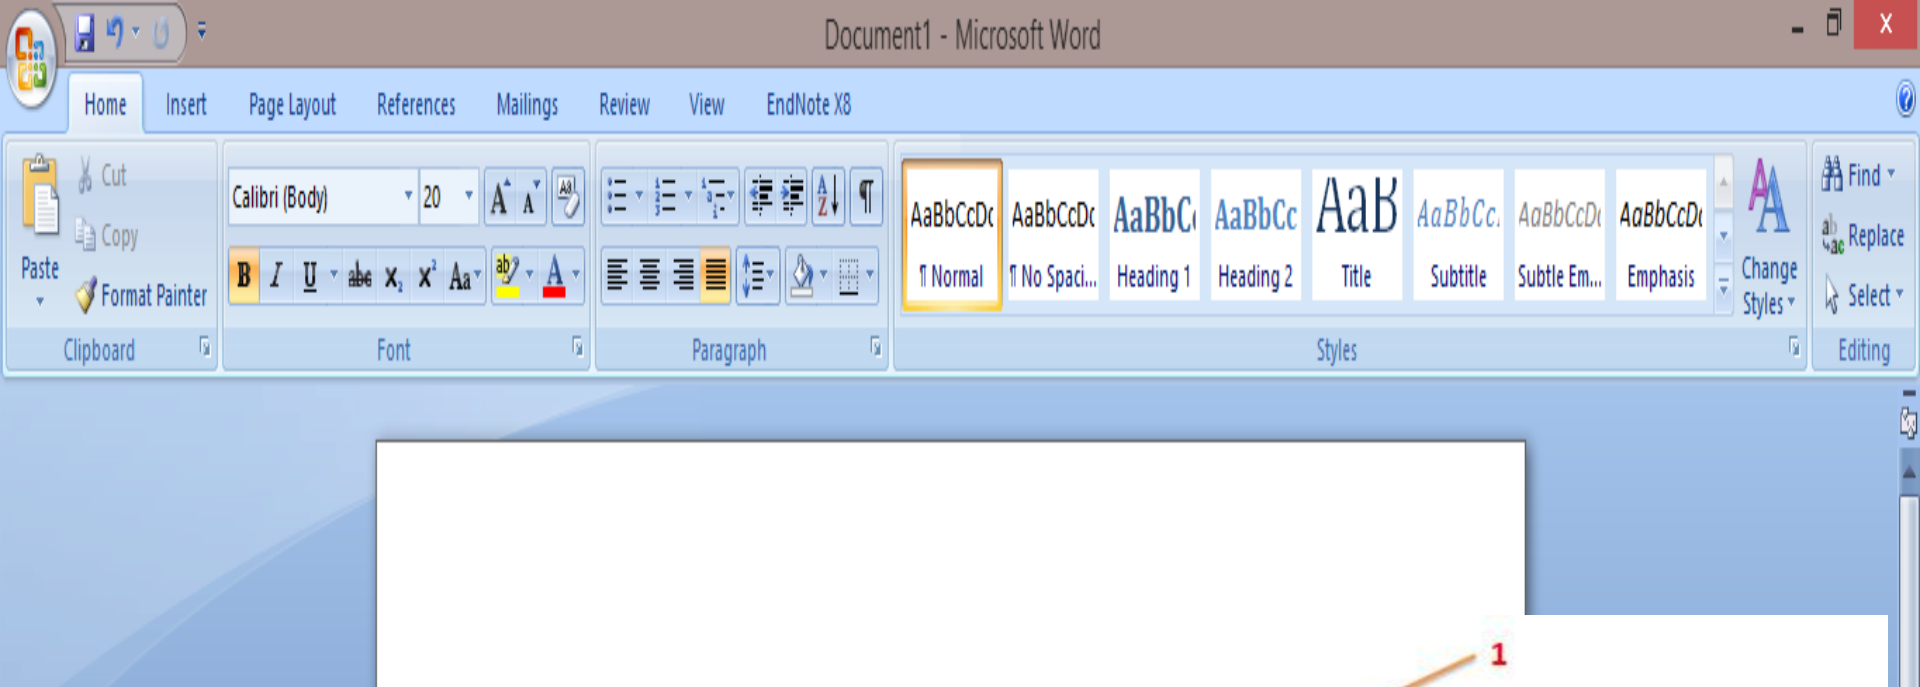 Document1 - Microsoft Word
X
Home Insert Page Layout References Mailings Review View EndNote X8
Paste
Cut
Copy
Format Painter
Clipboard
Calibri (Body) 20
B I U abc X₂ X² Aa
Font
Paragraph
AaBbCcDc AaBbCcDc AaBbC AaBbCc AaB AaBbCc. AaBbCcDc AaBbCcDc
¶ Normal ¶ No Spaci... Heading 1 Heading 2 Title Subtitle Subtle Em... Emphasis
Change
Styles
Styles
Find
Replace
Select
Editing
1